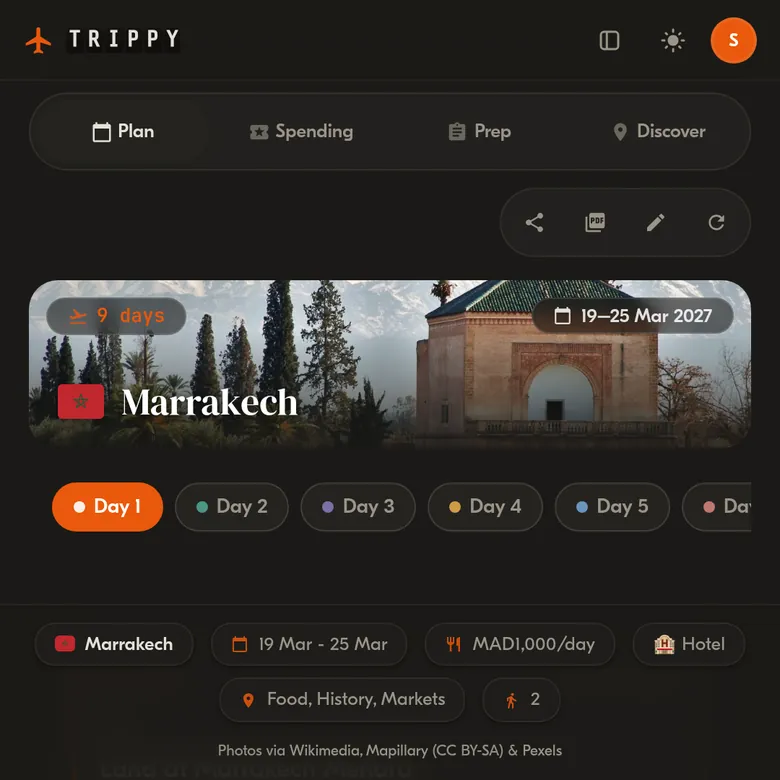 TRIPPY
S
Plan
Spending
Prep
Discover
PDF
9 days
19–25 Mar 2027
Marrakech
Day 1
Day 2
Day 3
Day 4
Day 5
Da
Marrakech
19 Mar - 25 Mar
MAD1,000/day
Hotel
Food, History, Markets
2
Photos via Wikimedia, Mapillary (CC BY-SA) & Pexels